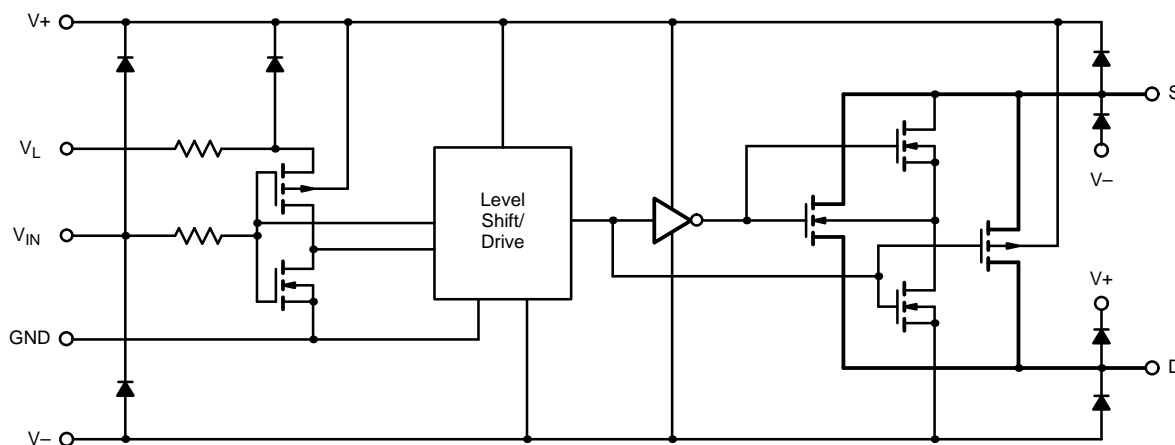 V+
S
VL
V–
Level
Shift/
Drive
VIN
V+
GND
D
V–